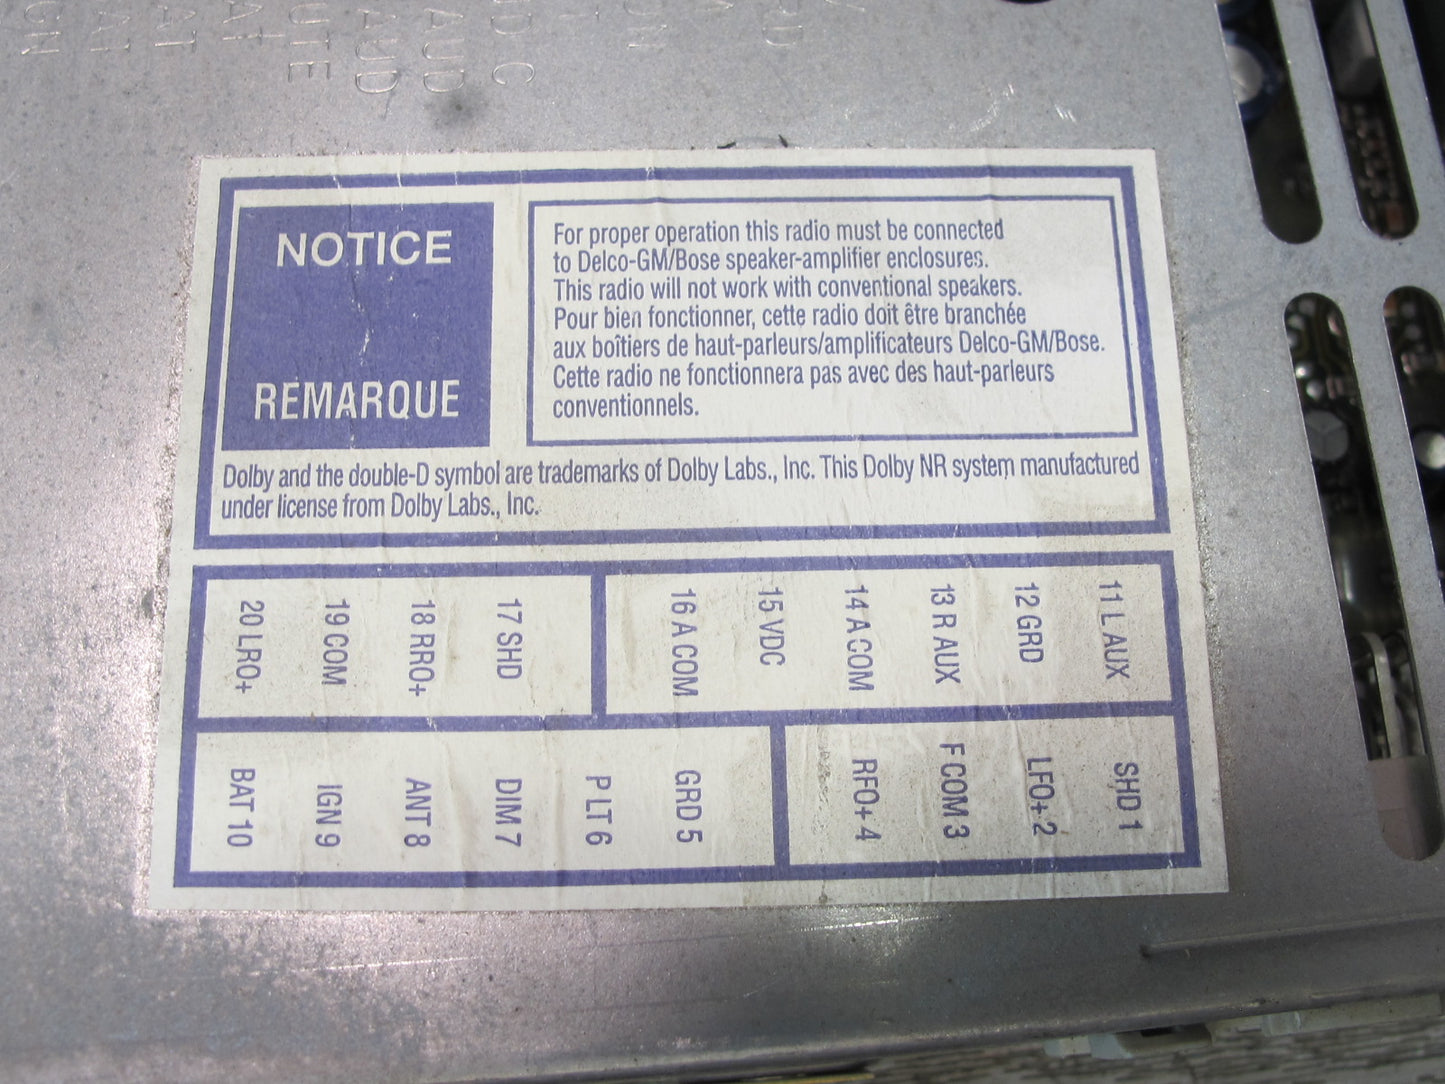 NOTICE
REMARQUE
For proper operation this radio must be connected
to Delco-GM/Bose speaker-amplifier enclosures.
This radio will not work with conventional speakers.
Pour bien fonctionner, cette radio doit être branchée
aux boîtiers de haut-parleurs/amplificateurs Delco-GM/Bose.
Cette radio ne fonctionnera pas avec des haut-parleurs
conventionnels.
Dolby and the double-D symbol are trademarks of Dolby Labs., Inc. This Dolby NR system manufactured
under license from Dolby Labs., Inc.
20 LRO+
19 COM
18 RRO+
17 SHD
16 A COM
15 VDC
14 A COM
13 R AUX
12 GRD
11 L AUX
BAT 10
IGN 9
ANT 8
DIM 7
P LT 6
GRD 5
RFO+ 4
F COM 3
LFO+ 2
SHD 1